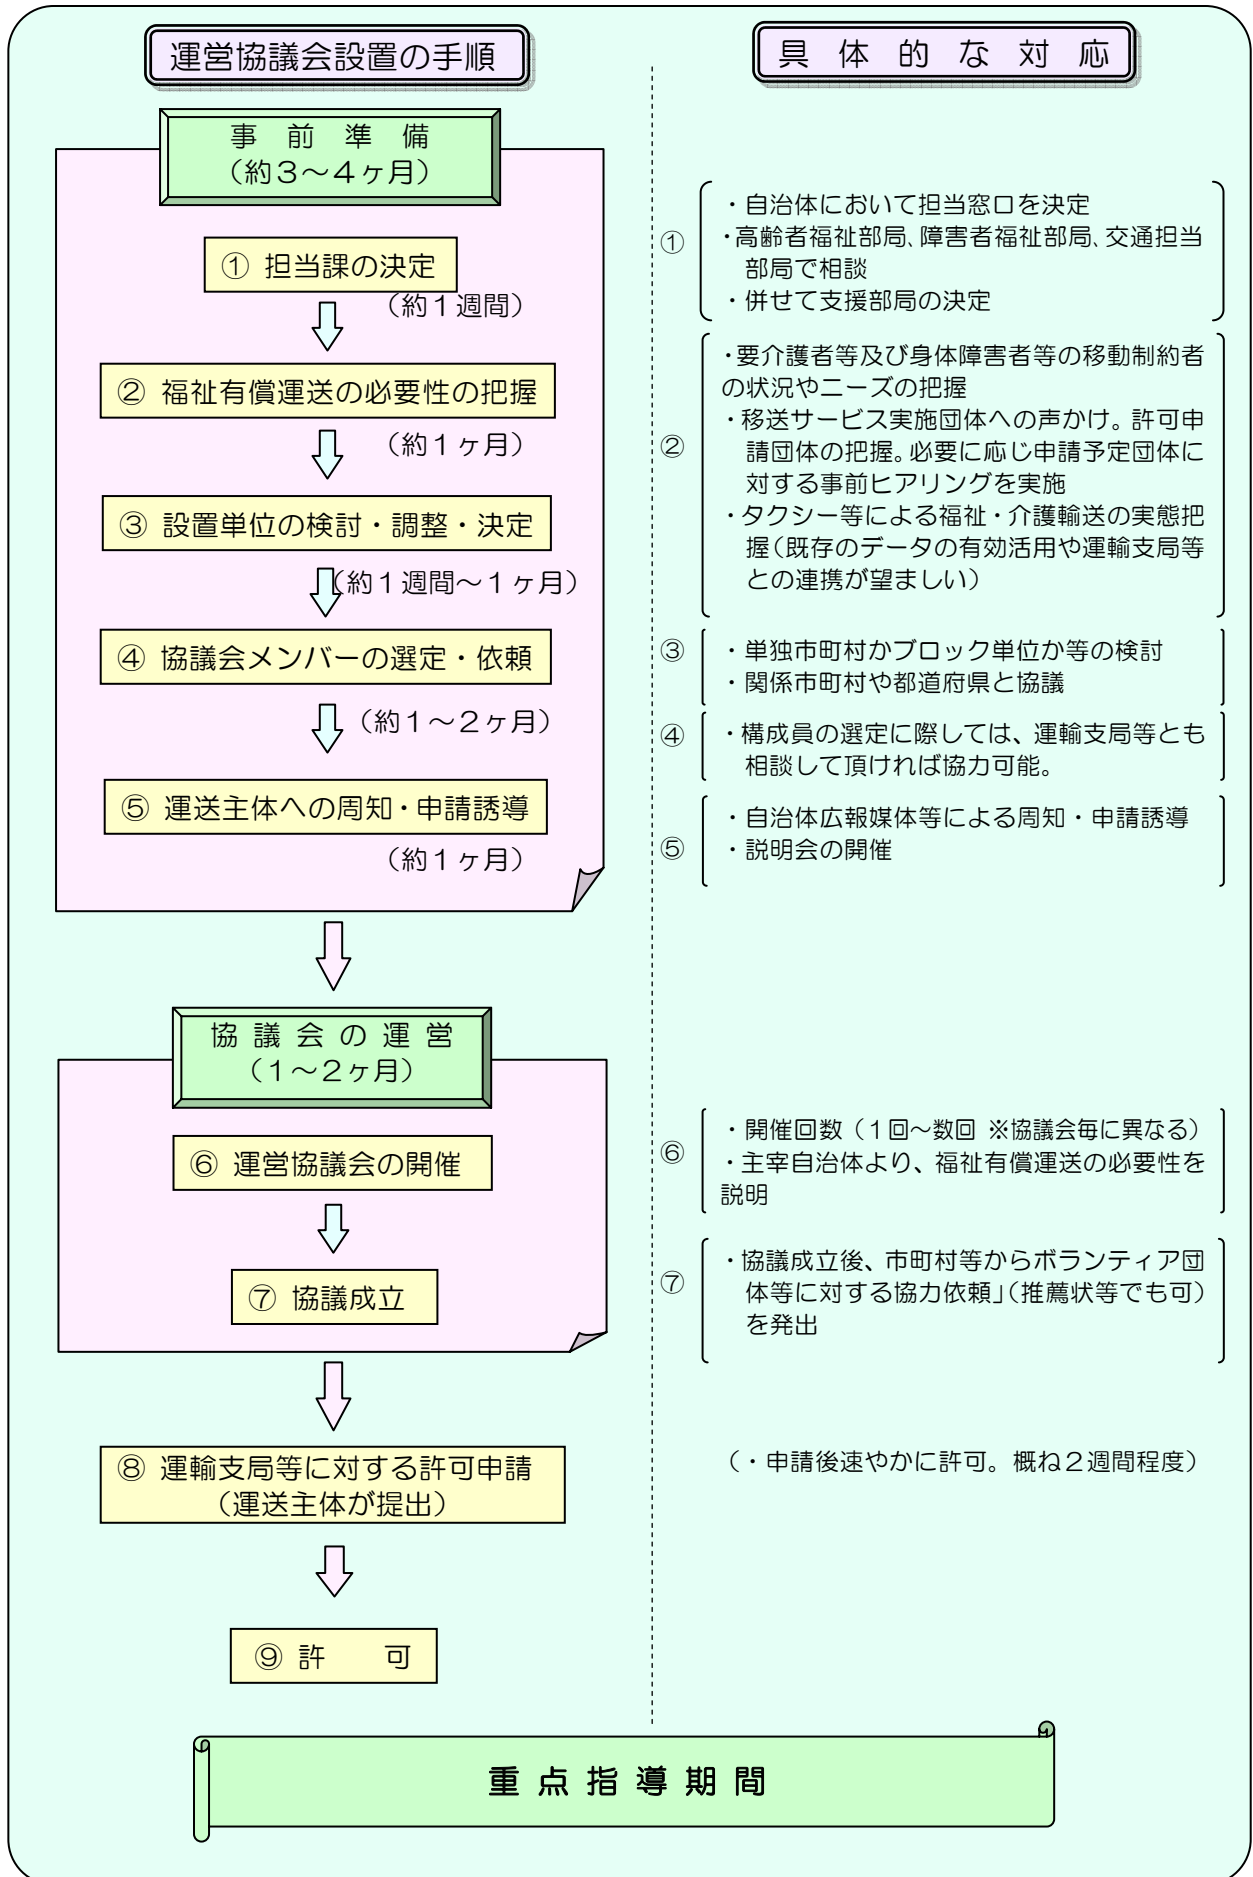 運営協議会設置の手順
事前準備
（約３～４ヶ月）
① 担当課の決定
（約１週間）
② 福祉有償運送の必要性の把握
（約１ヶ月）
③ 設置単位の検討・調整・決定
（約１週間～１ヶ月）
④ 協議会メンバーの選定・依頼
（約１～２ヶ月）
⑤ 運送主体への周知・申請誘導
（約１ヶ月）
協議会の運営
（１～２ヶ月）
⑥ 運営協議会の開催
⑦ 協議成立
⑧ 運輸支局等に対する許可申請
（運送主体が提出）
⑨ 許　可
具体的な対応
①
・自治体において担当窓口を決定
・高齢者福祉部局、障害者福祉部局、交通担当
部局で相談
・併せて支援部局の決定
②
・要介護者等及び身体障害者等の移動制約者
の状況やニーズの把握
・移送サービス実施団体への声かけ。許可申
請団体の把握。必要に応じ申請予定団体に
対する事前ヒアリングを実施
・タクシー等による福祉・介護輸送の実態把
握（既存のデータの有効活用や運輸支局等
との連携が望ましい）
③
・単独市町村かブロック単位か等の検討
・関係市町村や都道府県と協議
④
・構成員の選定に際しては、運輸支局等とも
相談して頂ければ協力可能。
⑤
・自治体広報媒体等による周知・申請誘導
・説明会の開催
⑥
・開催回数（１回～数回 ※協議会毎に異なる）
・主宰自治体より、福祉有償運送の必要性を
説明
⑦
・協議成立後、市町村等からボランティア団
体等に対する協力依頼」（推薦状等でも可）
を発出
（・申請後速やかに許可。概ね２週間程度）
重点指導期間